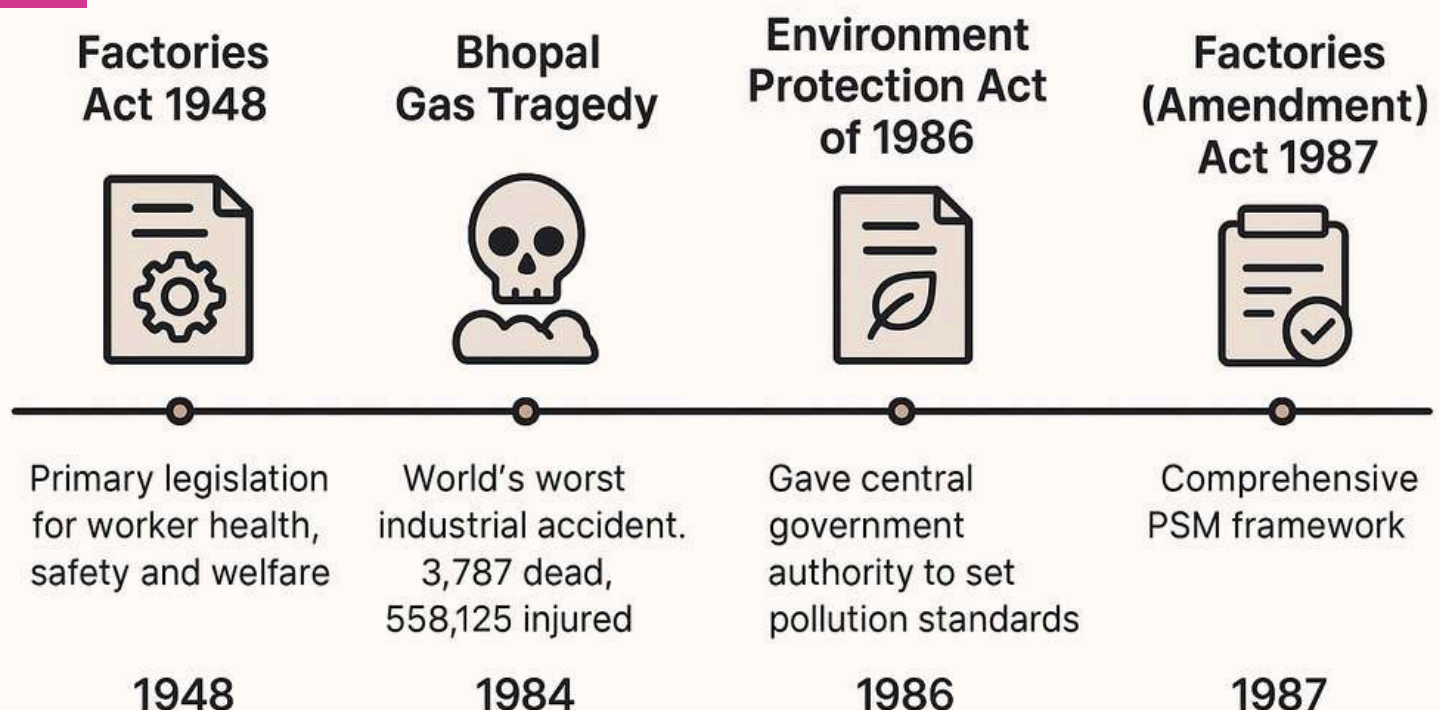 Factories
Act 1948
Primary legislation
for worker health,
safety and welfare
1948
Bhopal
Gas Tragedy
World's worst
industrial accident.
3,787 dead,
558,125 injured
1984
Environment
Protection Act
of 1986
Gave central
government
authority to set
pollution standards
1986
Factories
(Amendment)
Act 1987
Comprehensive
PSM framework
1987